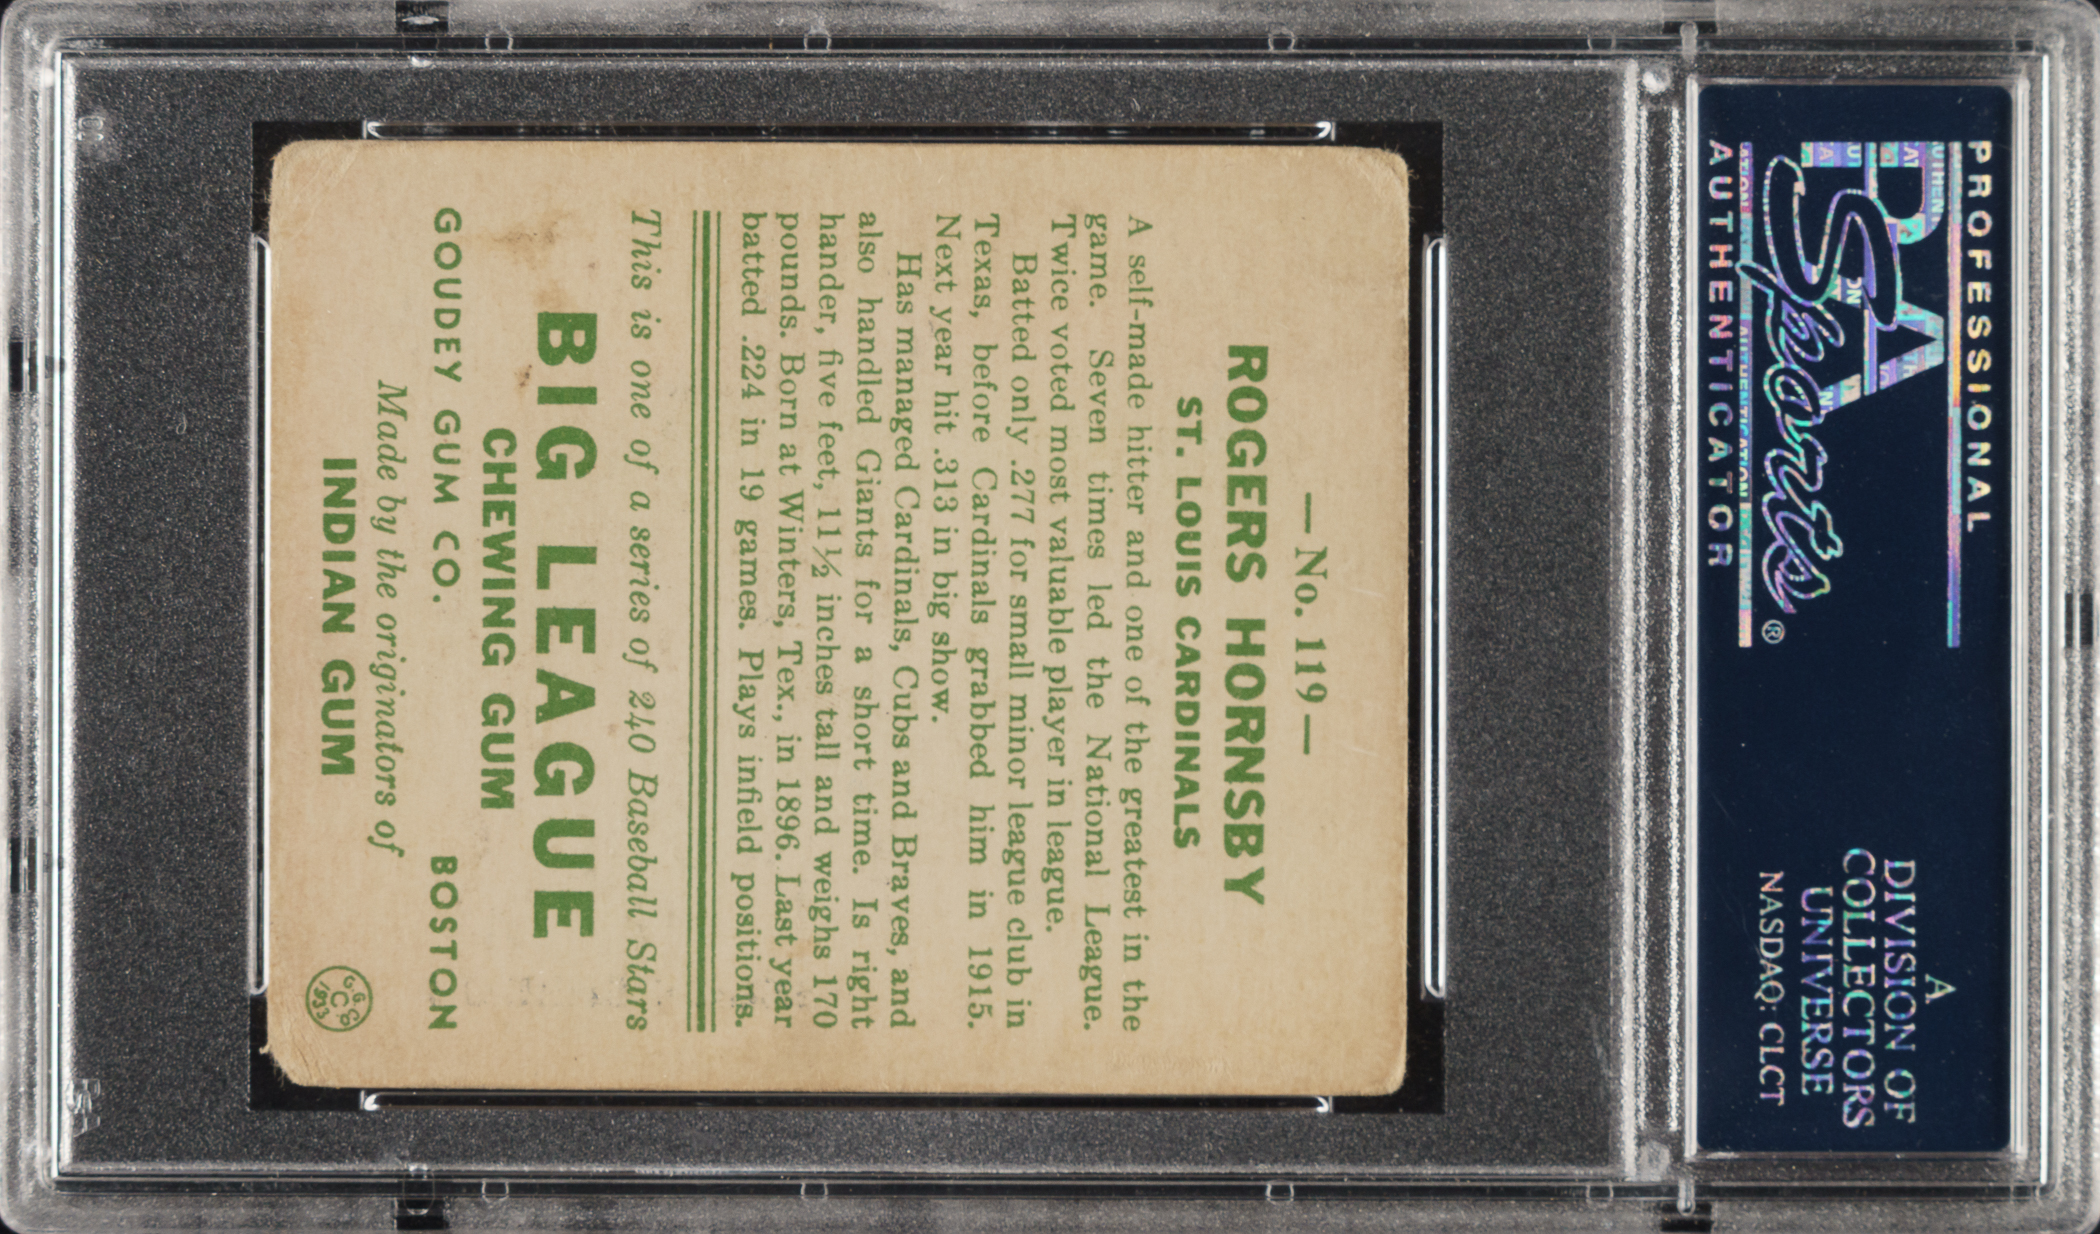 PROFESSIONAL
PSA
Sports®
AUTHENTICATOR
A
DIVISION OF
COLLECTORS
UNIVERSE
NASDAQ: CLCT
—No. 119—
ROGERS HORNSBY
ST. LOUIS CARDINALS
A self-made hitter and one of the greatest in the
game. Seven times led the National League.
Twice voted most valuable player in league.
Batted only .277 for small minor league club in
Texas, before Cardinals grabbed him in 1915.
Next year hit .313 in big show.
Has managed Cardinals, Cubs and Braves, and
also handled Giants for a short time. Is right
hander, five feet, 11½ inches tall and weighs 170
pounds. Born at Winters, Tex., in 1896. Last year
batted .224 in 19 games. Plays infield positions.
This is one of a series of 240 Baseball Stars
BIG LEAGUE
CHEWING GUM
GOUDEY GUM CO. BOSTON
Made by the originators of
INDIAN GUM
G.G.
C.
Co
1933